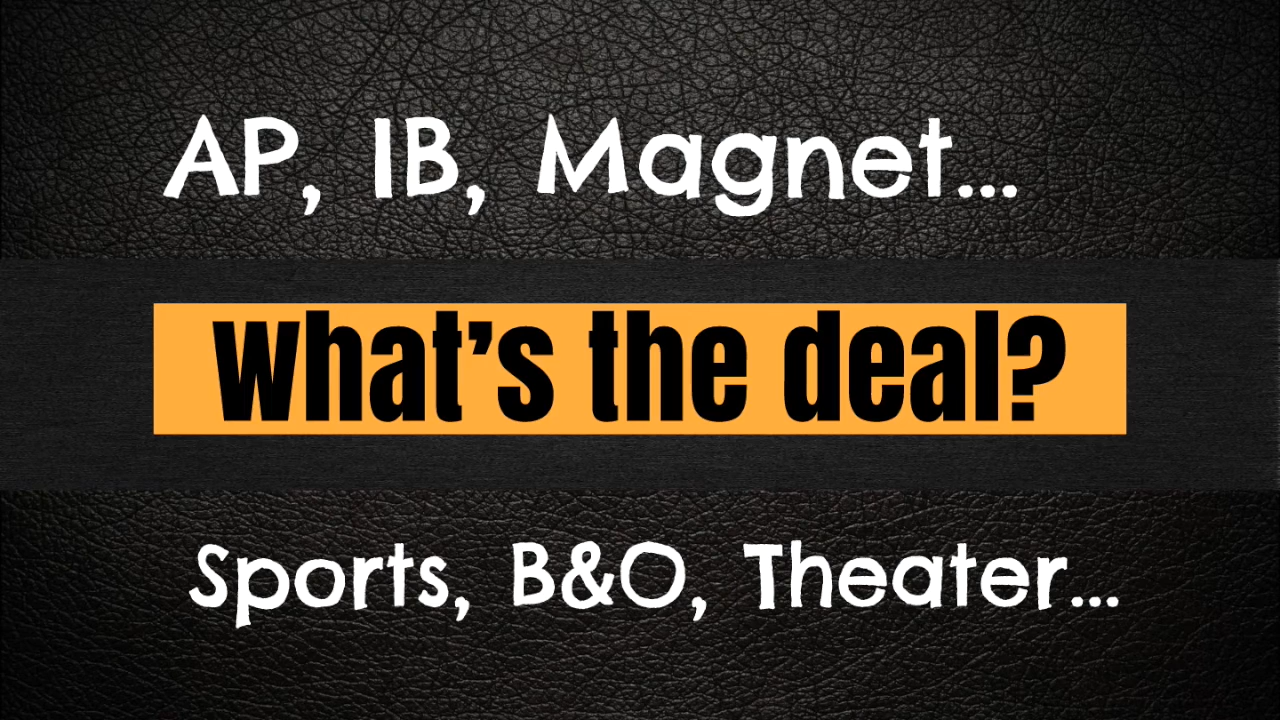 AP, IB, Magnet...
What's the deal?
Sports, B&O, Theater...